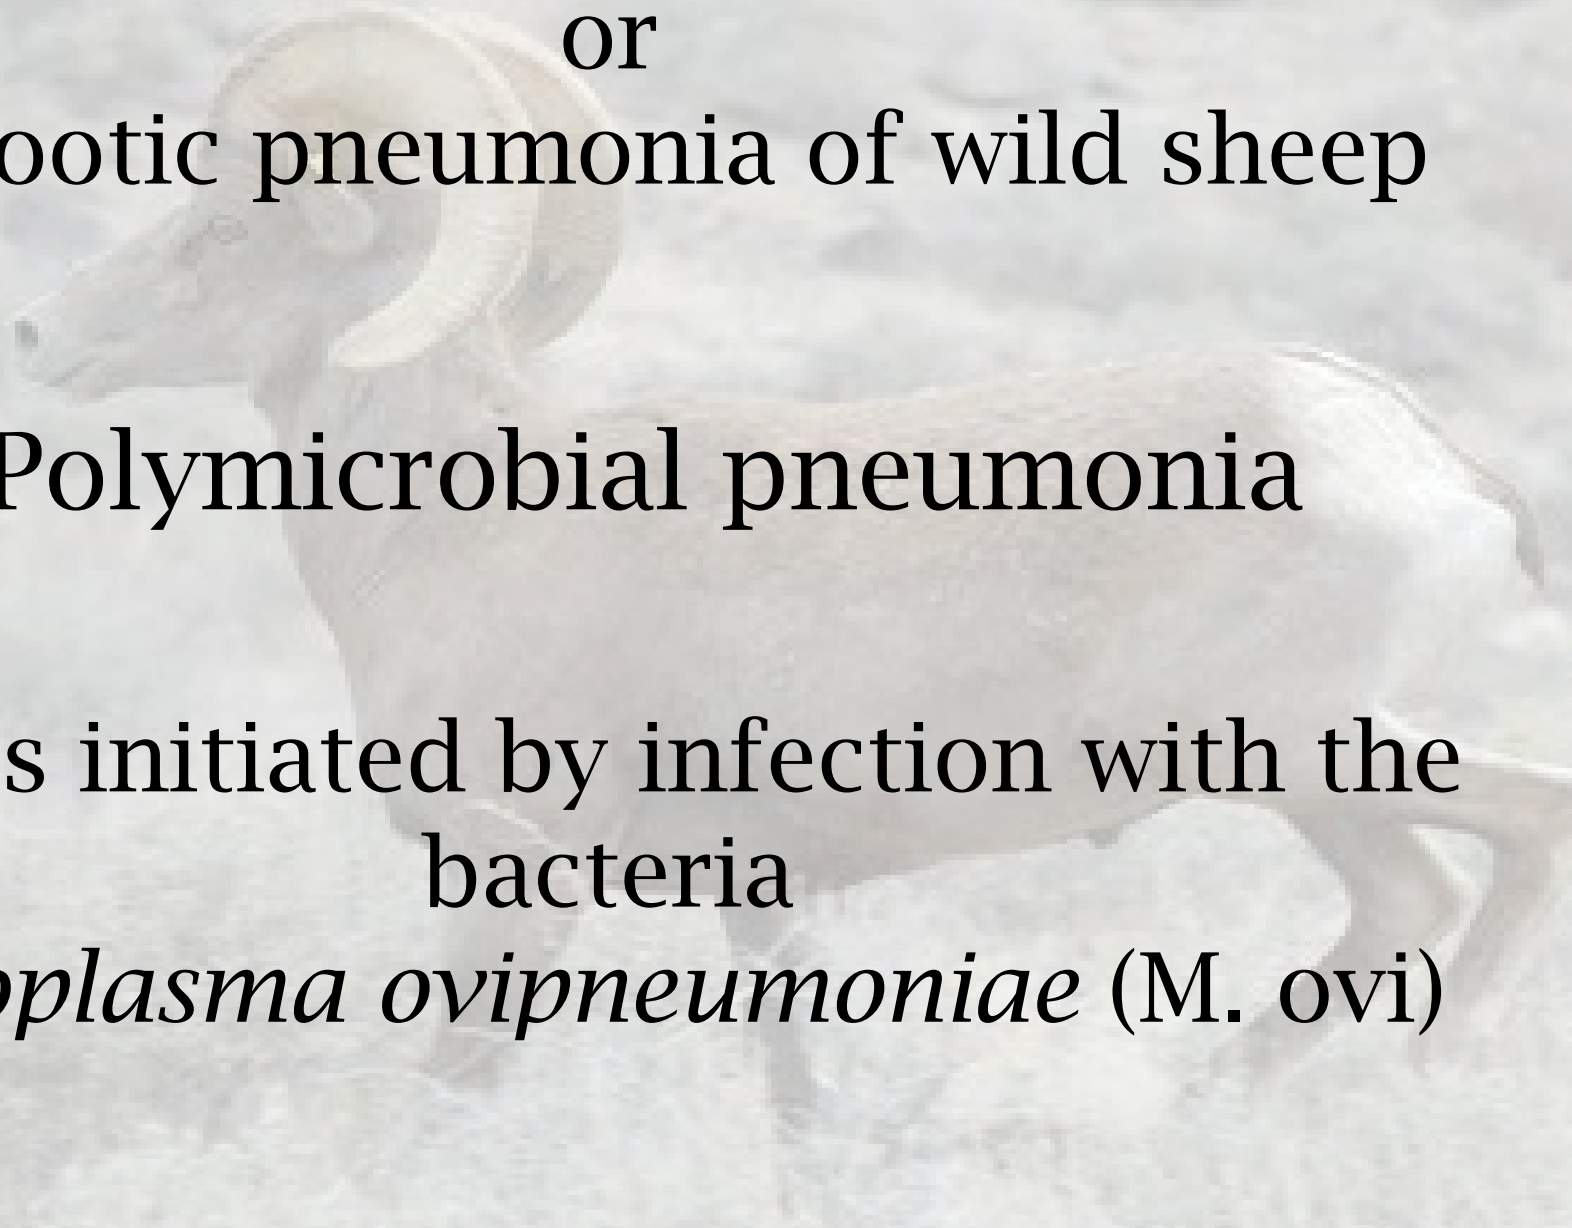 or
ootic pneumonia of wild sheep
Polymicrobial pneumonia
s initiated by infection with the
bacteria
oplasma ovipneumoniae (M. ovi)